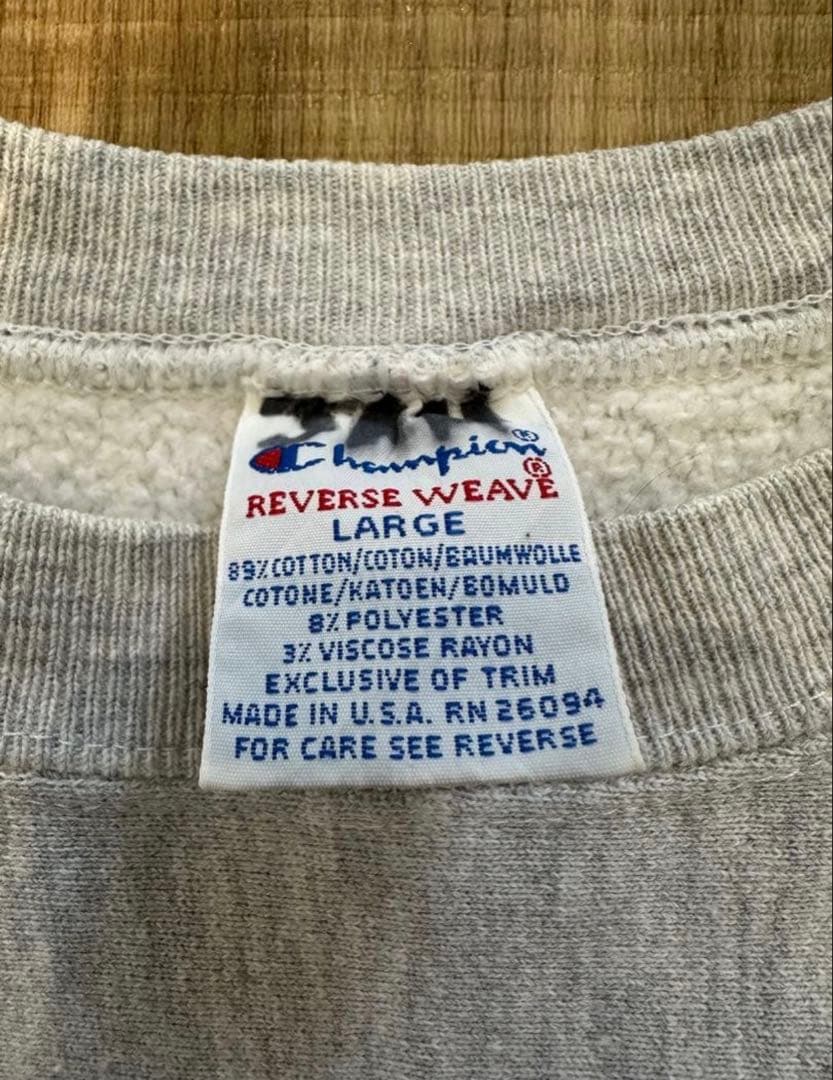 Champion®
REVERSE WEAVE®
LARGE
89% COTTON/COTON/BAUMWOLLE
COTONE/KATOEN/BOMULD
8% POLYESTER
3% VISCOSE RAYON
EXCLUSIVE OF TRIM
MADE IN U.S.A. RN 26094
FOR CARE SEE REVERSE